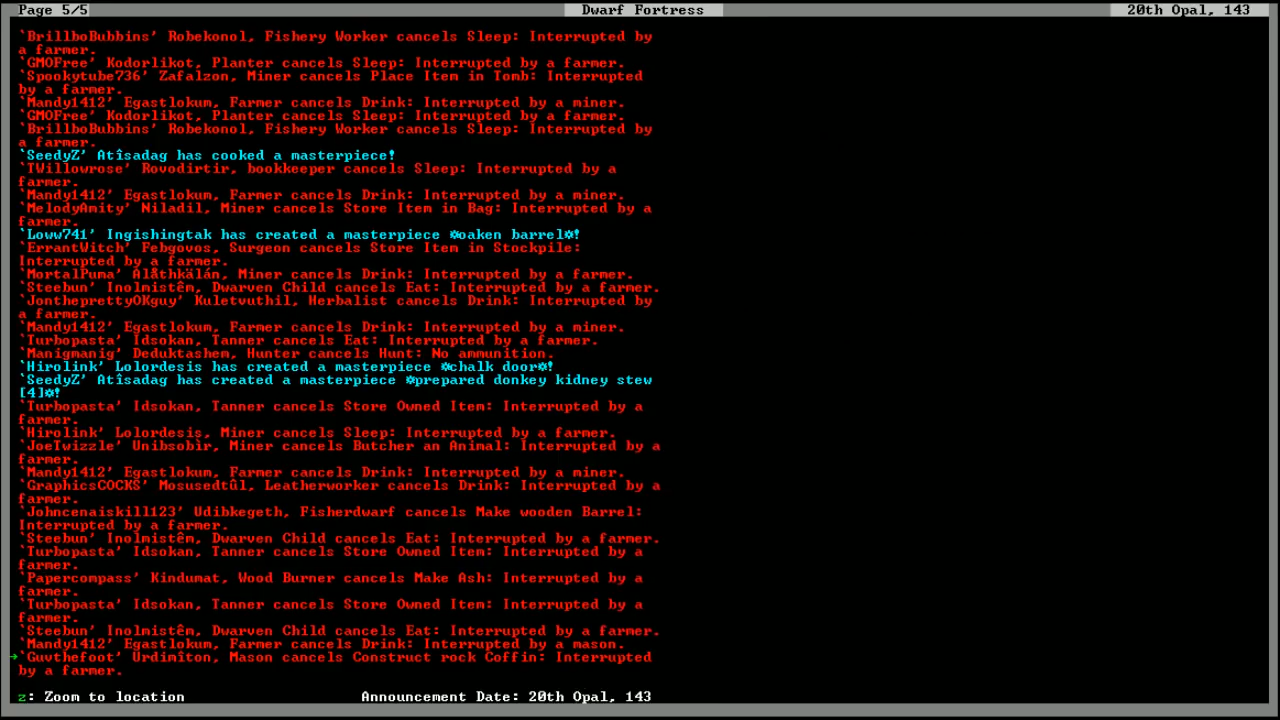 Page 5/5 Dwarf Fortress 20th Opal, 143
`BrillboBubbins' Robekonol, Fishery Worker cancels Sleep: Interrupted by
a farmer.
`GMOFree' Kodorlikot, Planter cancels Sleep: Interrupted by a farmer.
`Spookytube736' Zafalzon, Miner cancels Place Item in Tomb: Interrupted
by a farmer.
`Mandy1412' Egastlokum, Farmer cancels Drink: Interrupted by a miner.
`GMOFree' Kodorlikot, Planter cancels Sleep: Interrupted by a farmer.
`BrillboBubbins' Robekonol, Fishery Worker cancels Sleep: Interrupted by
a farmer.
`SeedyZ' Atîsadag has cooked a masterpiece!
`TWillowrose' Rovodirtir, bookkeeper cancels Sleep: Interrupted by a
farmer.
`Mandy1412' Egastlokum, Farmer cancels Drink: Interrupted by a miner.
`MelodyAmity' Niladil, Miner cancels Store Item in Bag: Interrupted by a
farmer.
`Loww741' Ingishingtak has created a masterpiece ☼oaken barrel☼!
`ErrantWitch' Febgovos, Surgeon cancels Store Item in Stockpile:
Interrupted by a farmer.
`MortalPuma' Ålåthkälán, Miner cancels Drink: Interrupted by a farmer.
`Steebun' Inolmistêm, Dwarven Child cancels Eat: Interrupted by a farmer.
`JontheprettyOKguy' Kuletvuthil, Herbalist cancels Drink: Interrupted by
a farmer.
`Mandy1412' Egastlokum, Farmer cancels Drink: Interrupted by a miner.
`Turbopasta' Idsokan, Tanner cancels Eat: Interrupted by a farmer.
`Manigmanig' Deduktashem, Hunter cancels Hunt: No ammunition.
`Hirolink' Lolordesis has created a masterpiece ☼chalk door☼!
`SeedyZ' Atîsadag has created a masterpiece ☼prepared donkey kidney stew
[4]☼!
`Turbopasta' Idsokan, Tanner cancels Store Owned Item: Interrupted by a
farmer.
`Hirolink' Lolordesis, Miner cancels Sleep: Interrupted by a farmer.
`JoeTwizzle' Unibsobìr, Miner cancels Butcher an Animal: Interrupted by a
farmer.
`Mandy1412' Egastlokum, Farmer cancels Drink: Interrupted by a miner.
`GraphicsCOCKS' Mosusedtûl, Leatherworker cancels Drink: Interrupted by a
farmer.
`Johncenaiskill123' Udibkegeth, Fisherdwarf cancels Make wooden Barrel:
Interrupted by a farmer.
`Steebun' Inolmistêm, Dwarven Child cancels Eat: Interrupted by a farmer.
`Turbopasta' Idsokan, Tanner cancels Store Owned Item: Interrupted by a
farmer.
`Papercompass' Kindumat, Wood Burner cancels Make Ash: Interrupted by a
farmer.
`Turbopasta' Idsokan, Tanner cancels Store Owned Item: Interrupted by a
farmer.
`Steebun' Inolmistêm, Dwarven Child cancels Eat: Interrupted by a farmer.
`Mandy1412' Egastlokum, Farmer cancels Drink: Interrupted by a mason.
→`Guvthefoot' Urdimîton, Mason cancels Construct rock Coffin: Interrupted
by a farmer.
z: Zoom to location Announcement Date: 20th Opal, 143